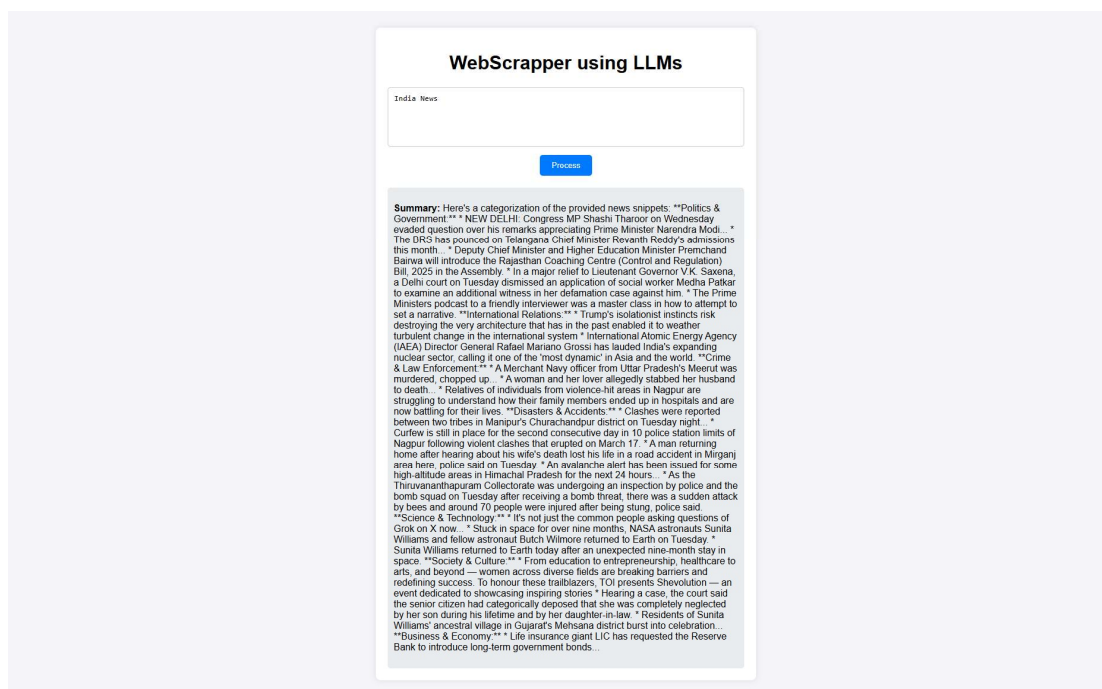 WebScrapper using LLMs
India News
Process
Summary: Here's a categorization of the provided news snippets: **Politics &
Government:** * NEW DELHI: Congress MP Shashi Tharoor on Wednesday
evaded question over his remarks appreciating Prime Minister Narendra Modi... *
The BRS has pounced on Telangana Chief Minister Revanth Reddy's admissions
this month... * Deputy Chief Minister and Higher Education Minister Premchand
Bairwa will introduce the Rajasthan Coaching Centre (Control and Regulation)
Bill, 2025 in the Assembly. * In a major relief to Lieutenant Governor V.K. Saxena,
a Delhi court on Tuesday dismissed an application of social worker Medha Patkar
to examine an additional witness in her defamation case against him. * The Prime
Ministers podcast to a friendly interviewer was a master class in how to attempt to
set a narrative. **International Relations:** * Trump's isolationist instincts risk
destroying the very architecture that has in the past enabled it to weather
turbulent change in the international system * International Atomic Energy Agency
(IAEA) Director General Rafael Mariano Grossi has lauded India's expanding
nuclear sector, calling it one of the 'most dynamic' in Asia and the world. **Crime
& Law Enforcement:** * A Merchant Navy officer from Uttar Pradesh's Meerut was
murdered, chopped up... * A woman and her lover allegedly stabbed her husband
to death... * Relatives of individuals from violence-hit areas in Nagpur are
struggling to understand how their family members ended up in hospitals and are
now battling for their lives. **Disasters & Accidents:** * Clashes were reported
between two tribes in Manipur's Churachandpur district on Tuesday night... *
Curfew is still in place for the second consecutive day in 10 police station limits of
Nagpur following violent clashes that erupted on March 17. * A man returning
home after hearing about his wife's death lost his life in a road accident in Mirganj
area here, police said on Tuesday. * An avalanche alert has been issued for some
high-altitude areas in Himachal Pradesh for the next 24 hours... * As the
Thiruvananthapuram Collectorate was undergoing an inspection by police and the
bomb squad on Tuesday after receiving a bomb threat, there was a sudden attack
by bees and around 70 people were injured after being stung, police said.
**Science & Technology:** * It's not just the common people asking questions of
Grok on X now... * Stuck in space for over nine months, NASA astronauts Sunita
Williams and fellow astronaut Butch Wilmore returned to Earth on Tuesday. *
Sunita Williams returned to Earth today after an unexpected nine-month stay in
space. **Society & Culture:** * From education to entrepreneurship, healthcare to
arts, and beyond — women across diverse fields are breaking barriers and
redefining success. To honour these trailblazers, TOI presents Shevolution — an
event dedicated to showcasing inspiring stories * Hearing a case, the court said
the senior citizen had categorically deposed that she was completely neglected
by her son during his lifetime and by her daughter-in-law. * Residents of Sunita
Williams' ancestral village in Gujarat's Mehsana district burst into celebration...
**Business & Economy:** * Life insurance giant LIC has requested the Reserve
Bank to introduce long-term government bonds...